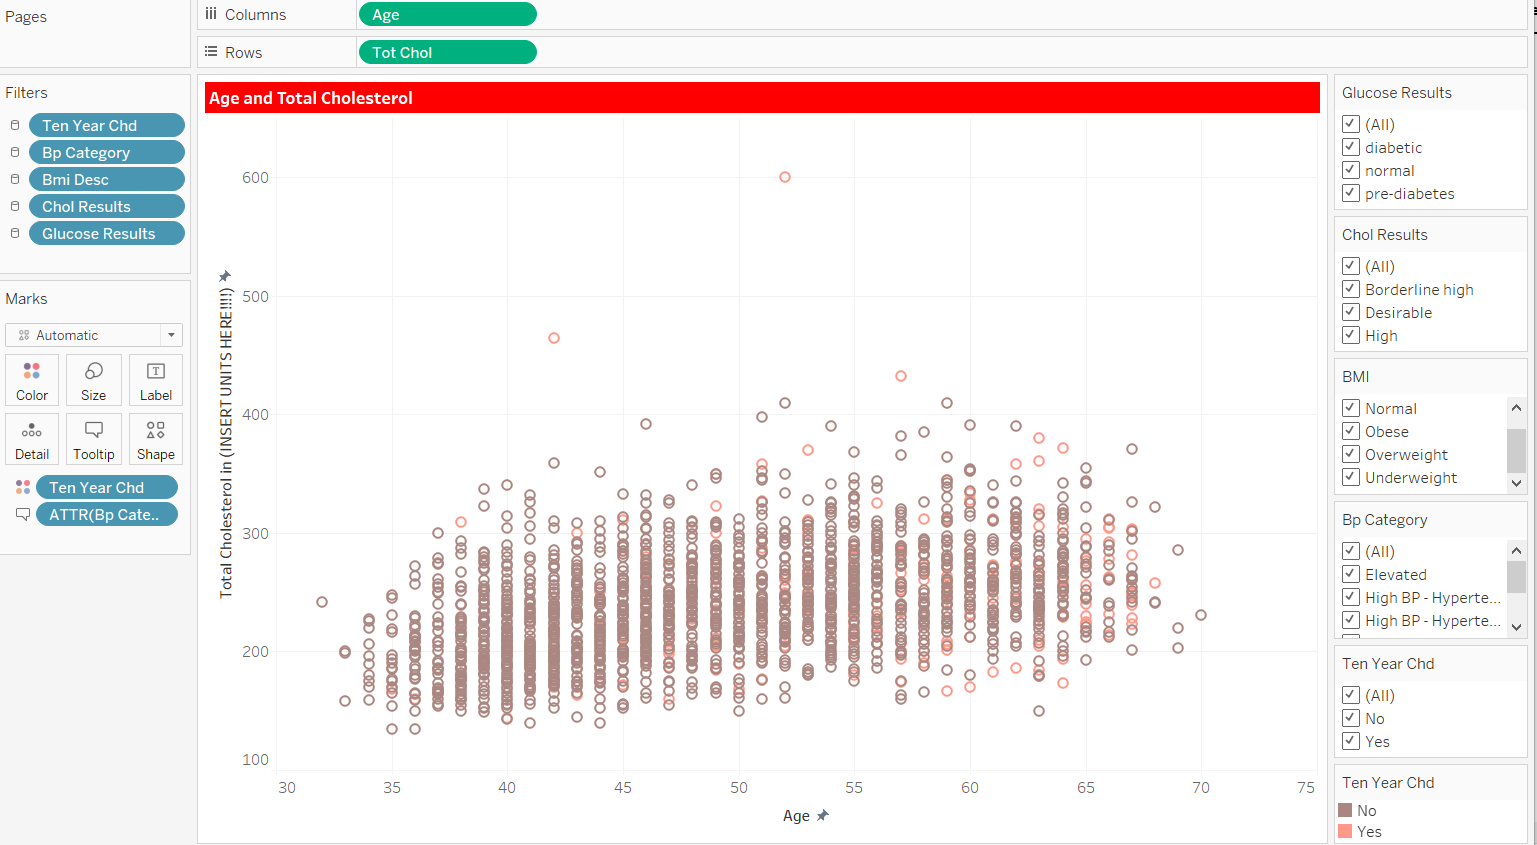 Pages
Columns
Age
Rows
Tot Chol
Filters
Ten Year Chd
Bp Category
Bmi Desc
Chol Results
Glucose Results
Marks
Automatic
Color
Size
Label
Detail
Tooltip
Shape
Ten Year Chd
ATTR(Bp Cate..
Age and Total Cholesterol
Total Cholesterol in (INSERT UNITS HERE!!!!)
600
500
400
300
200
100
30
35
40
45
50
55
60
65
70
75
Age
Glucose Results
(All)
diabetic
normal
pre-diabetes
Chol Results
(All)
Borderline high
Desirable
High
BMI
Normal
Obese
Overweight
Underweight
Bp Category
(All)
Elevated
High BP - Hyperte...
High BP - Hyperte...
Ten Year Chd
(All)
No
Yes
Ten Year Chd
No
Yes